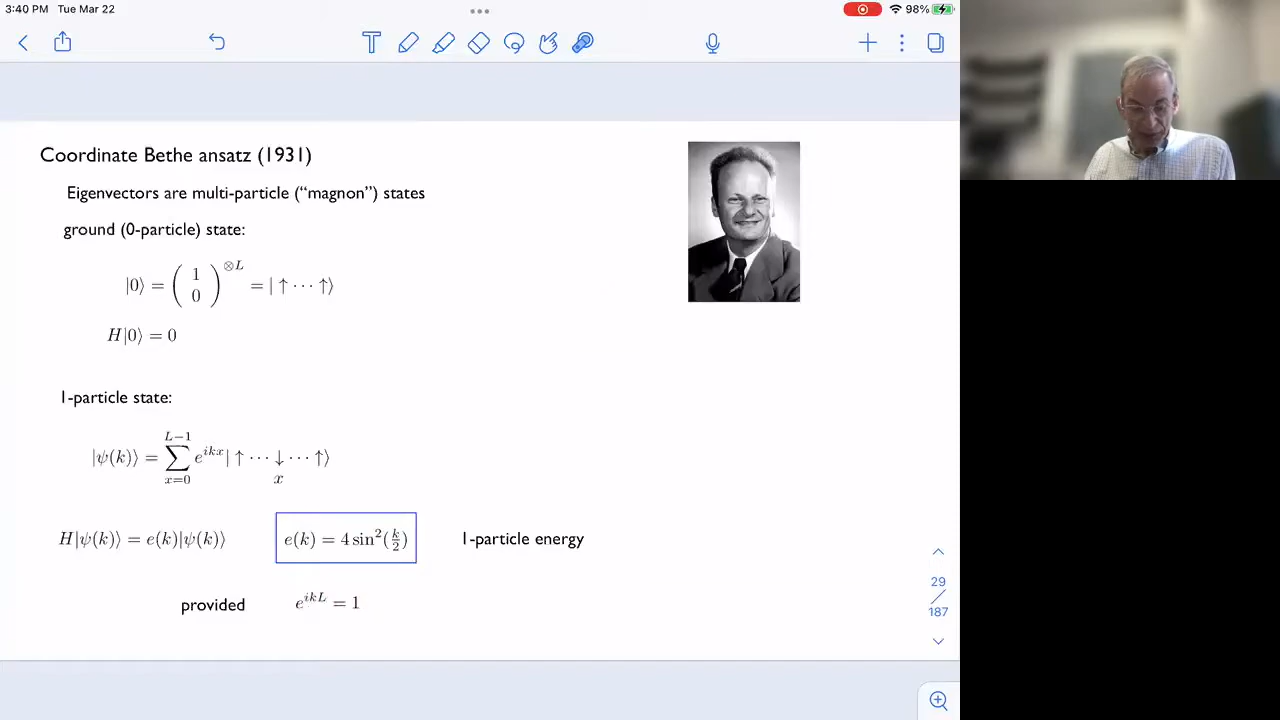 3:40 PM Tue Mar 22
98%
Coordinate Bethe ansatz (1931)
Eigenvectors are multi-particle (“magnon”) states
ground (0-particle) state:
|0⟩ = ( 1 0 )^{⊗L} = | ↑ ··· ↑⟩
H|0⟩ = 0
1-particle state:
|ψ(k)⟩ = ∑_{x=0}^{L−1} e^{ikx} | ↑ ··· ↓ ··· ↑⟩
x
H|ψ(k)⟩ = e(k)|ψ(k)⟩ e(k) = 4 sin²(k/2) 1-particle energy
provided e^{ikL} = 1
29
/
187